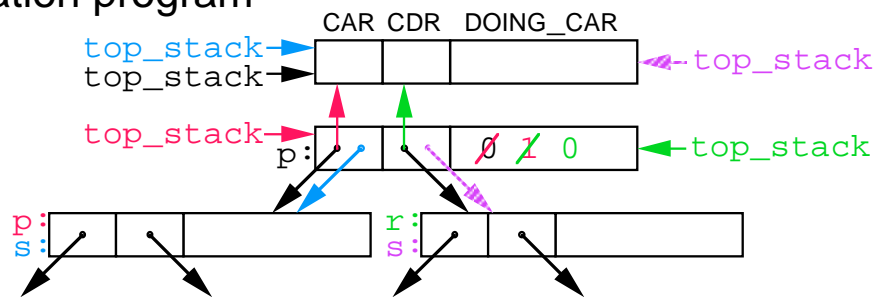 ation program
CAR CDR DOING_CAR
top_stack
top_stack
top_stack
top_stack
p: 0 1 0
top_stack
p:
s:
r:
s: